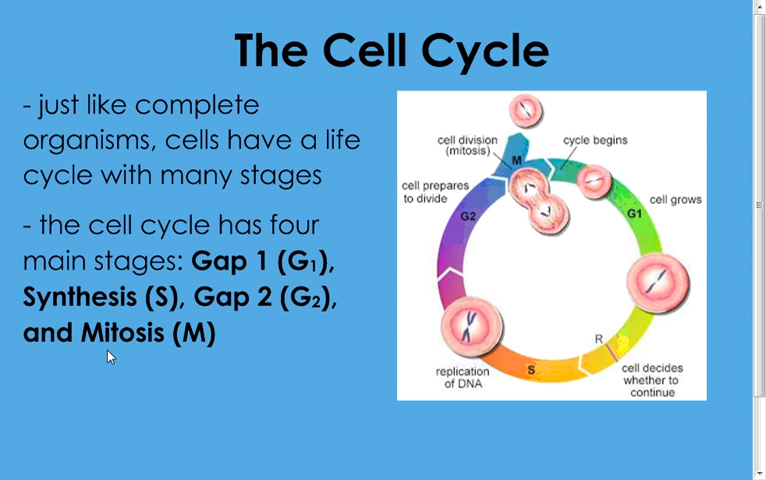 The Cell Cycle
- just like complete
organisms, cells have a life
cycle with many stages
- the cell cycle has four
main stages: Gap 1 (G₁),
Synthesis (S), Gap 2 (G₂),
and Mitosis (M)
cell division
(mitosis)
M
cycle begins
cell prepares
to divide
G2
cell grows
G1
R
S
replication
of DNA
cell decides
whether to
continue